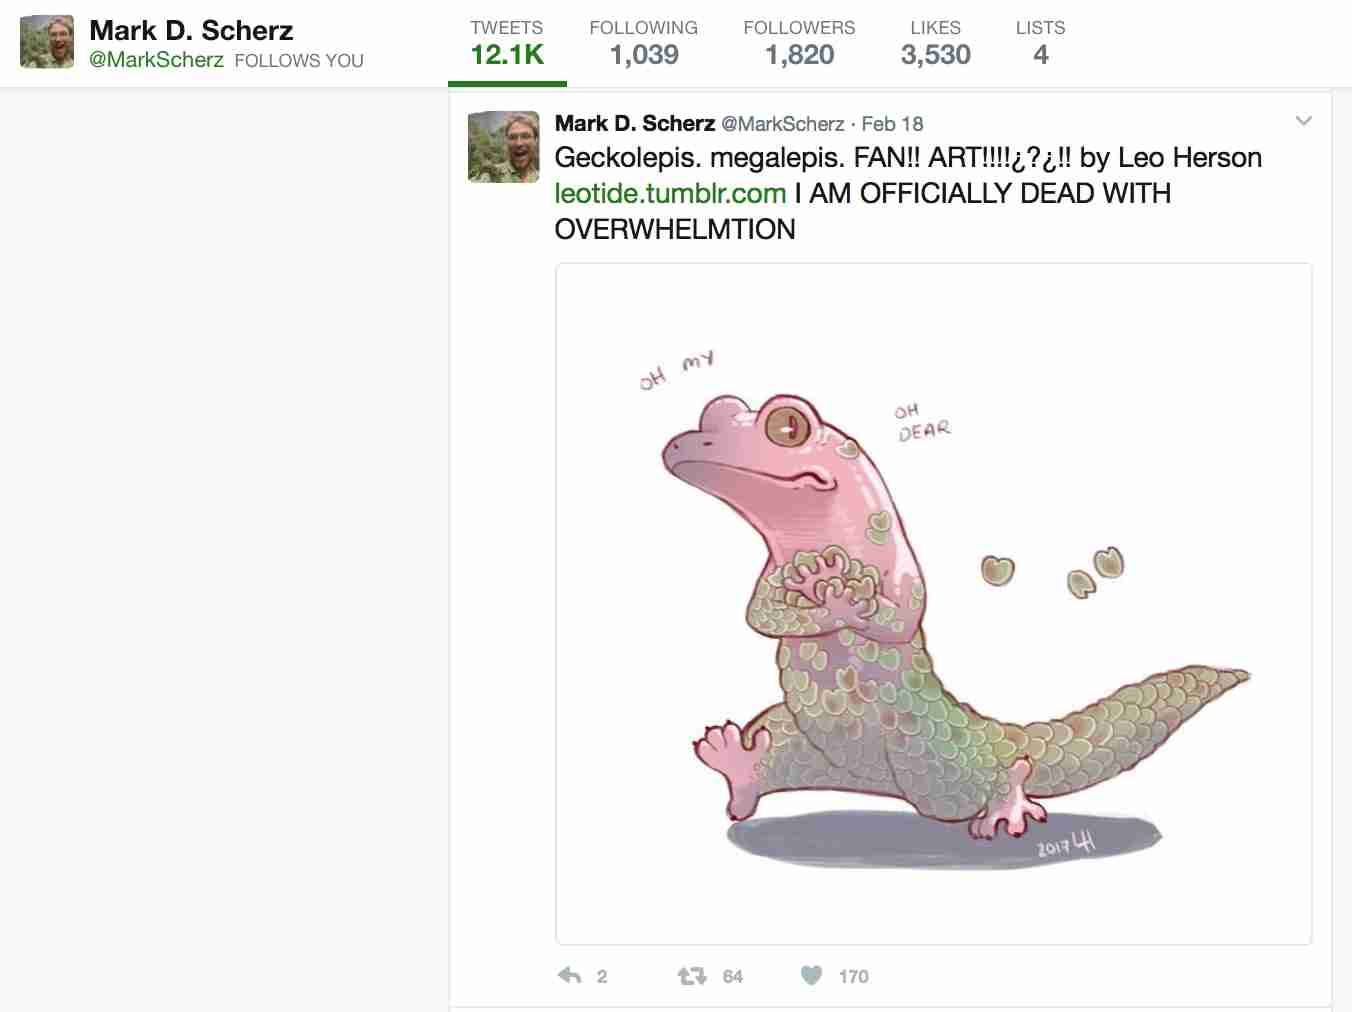 Mark D. Scherz
@MarkScherz FOLLOWS YOU
TWEETS
12.1K
FOLLOWING
1,039
FOLLOWERS
1,820
LIKES
3,530
LISTS
4
Mark D. Scherz @MarkScherz · Feb 18
Geckolepis. megalepis. FAN!! ART!!!!¿?¿!! by Leo Herson
leotide.tumblr.com I AM OFFICIALLY DEAD WITH
OVERWHELMTION
OH MY
OH
DEAR
2017 LH
2
64
170